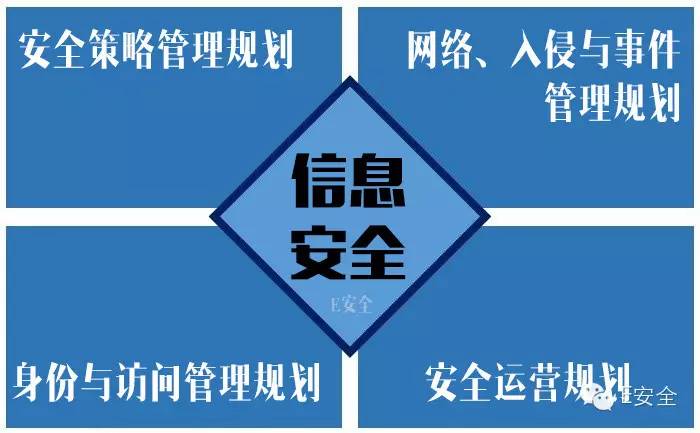 安全策略管理规划
网络、入侵与事件
管理规划
信息
安全
E安全
身份与访问管理规划
安全运营规划
E安全